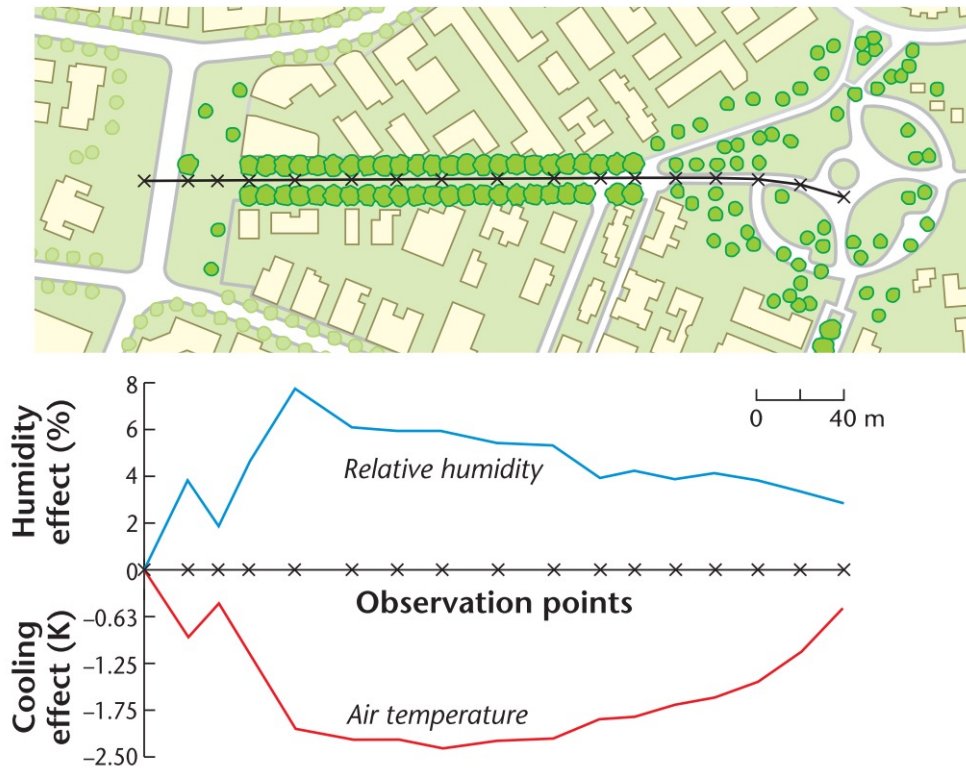 8
6
4
2
0
Humidity
effect (%)
0 40 m
Relative humidity
Observation points
−0.63
−1.25
−1.75
−2.50
Cooling
effect (K)
Air temperature